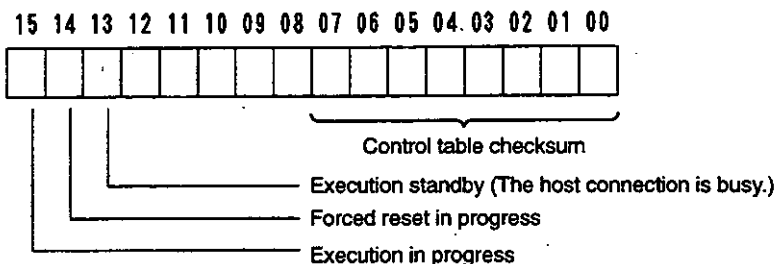 15 14 13 12 11 10 09 08 07 06 05 04 03 02 01 00
Control table checksum
Execution standby (The host connection is busy.)
Forced reset in progress
Execution in progress